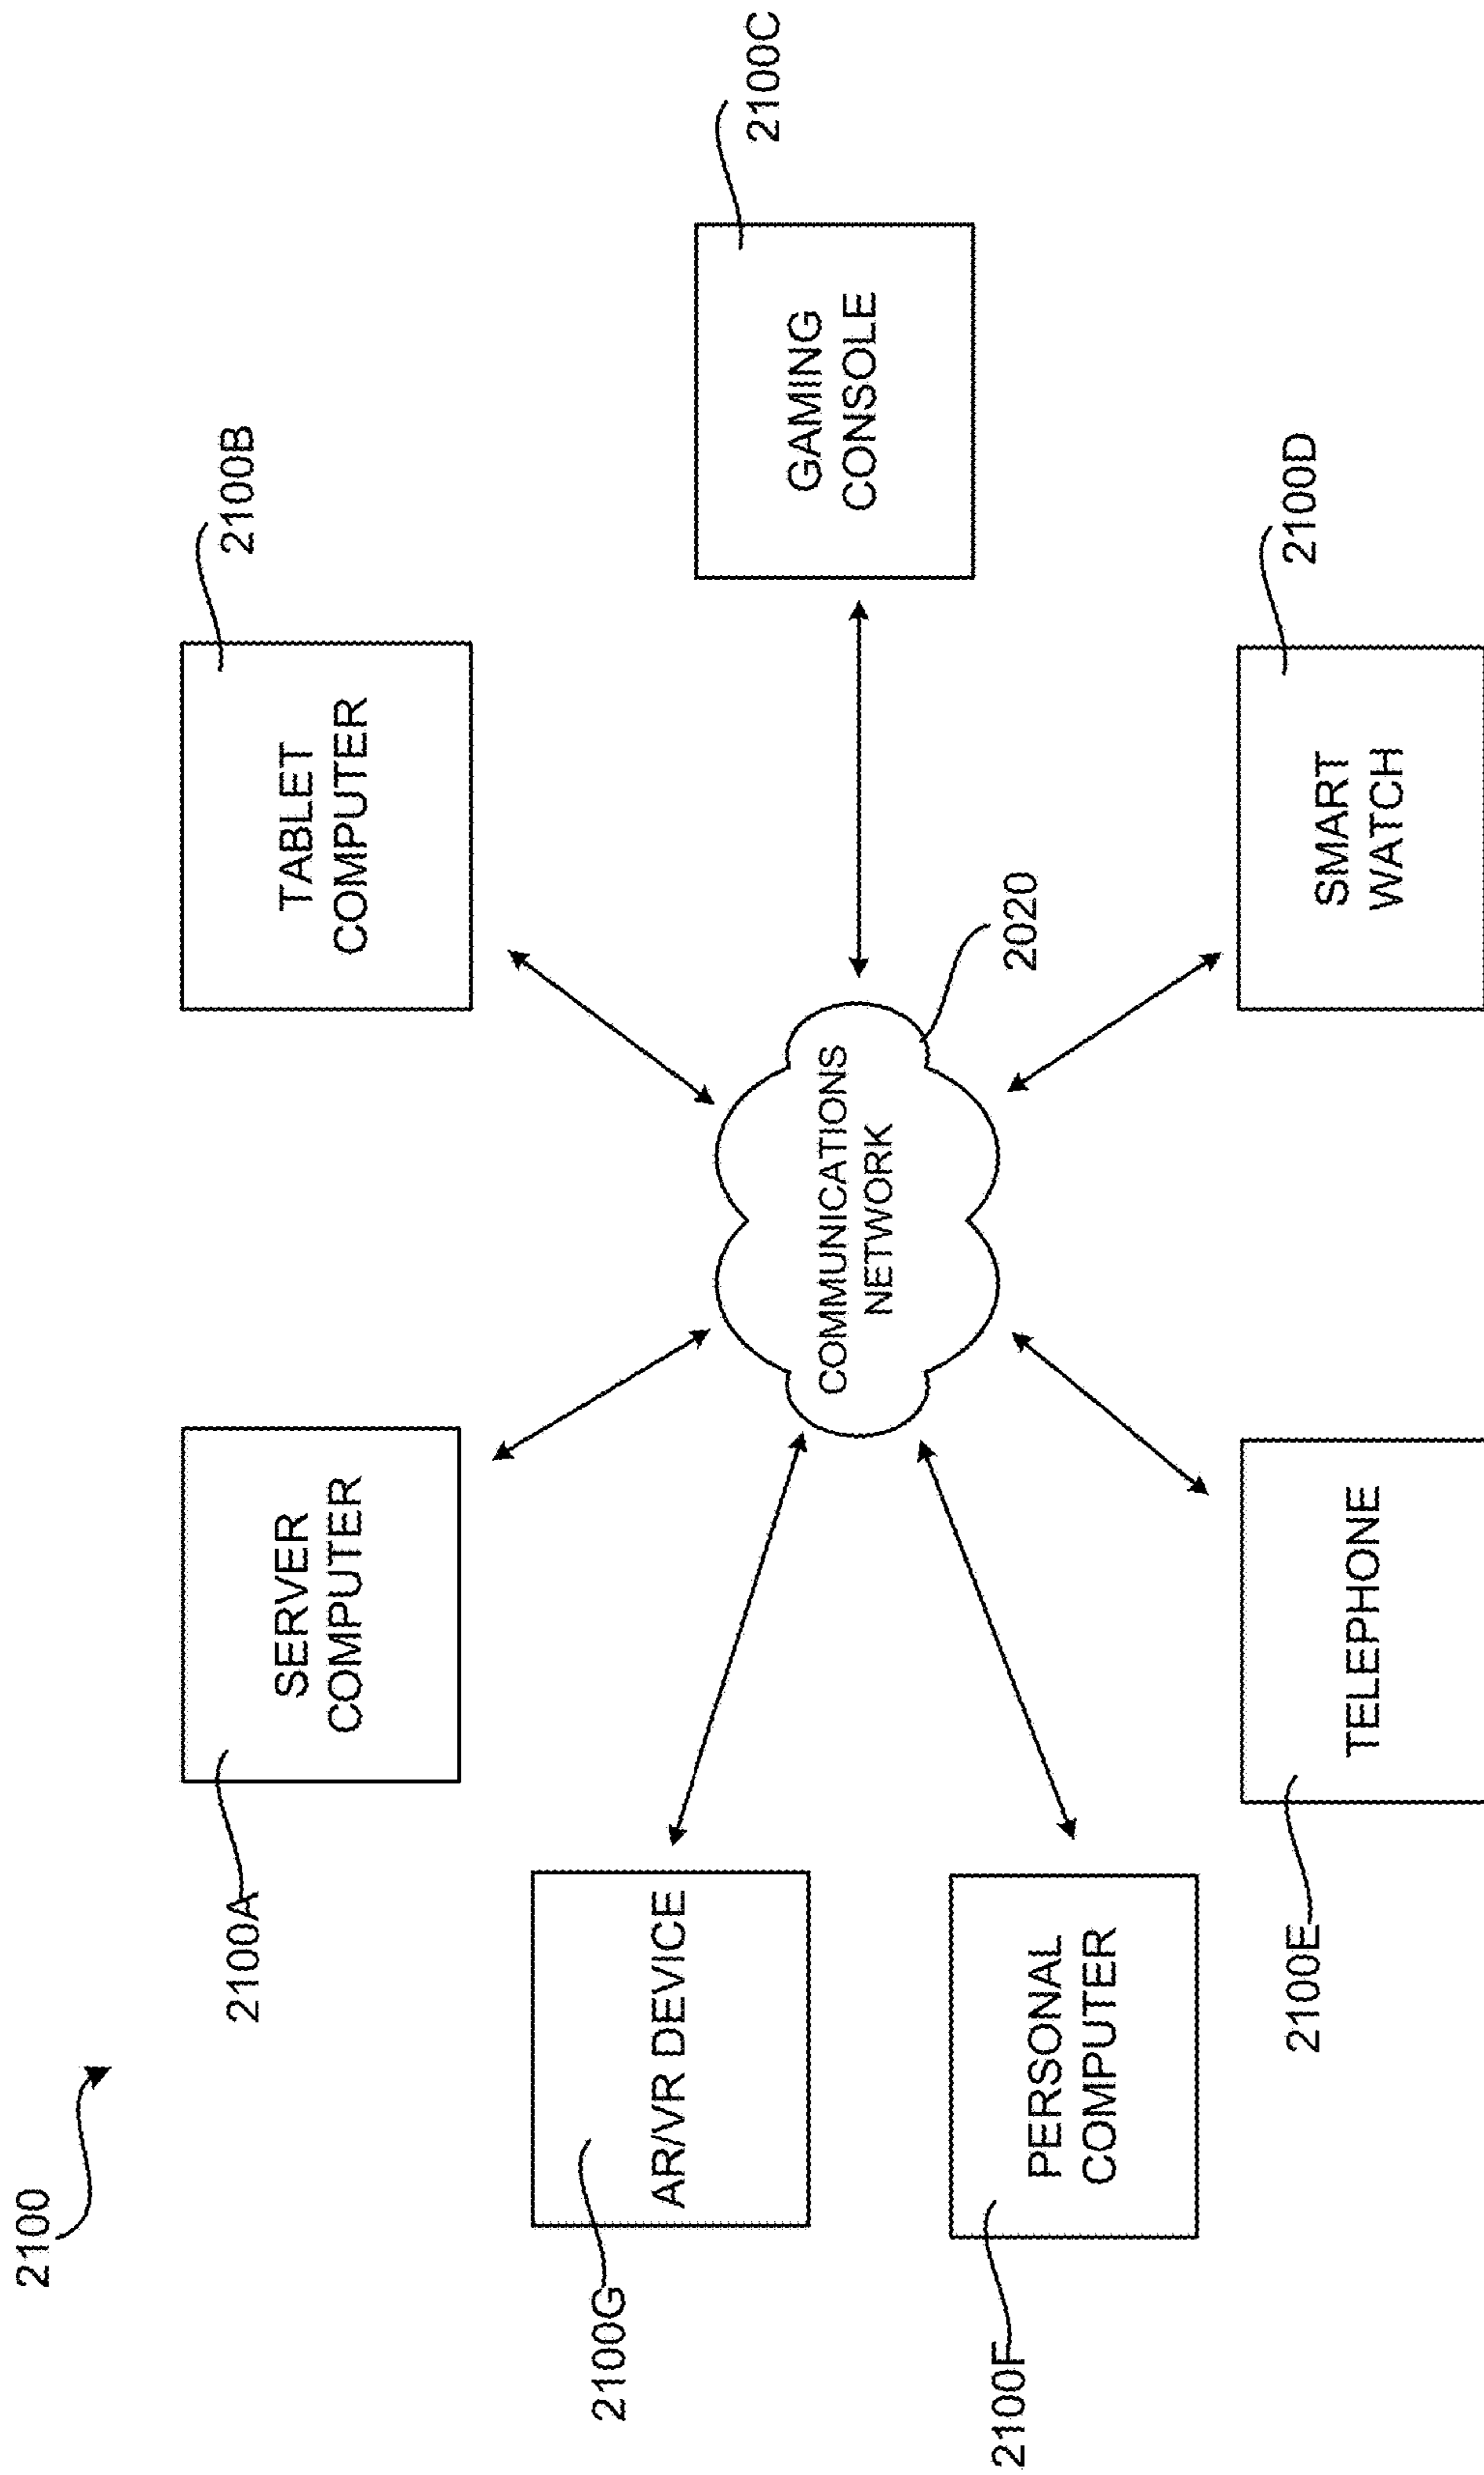 2100
2100A
SERVER
COMPUTER
TABLET
COMPUTER
2100B
2100G
AR/VR DEVICE
COMMUNICATIONS
NETWORK
2020
GAMING
CONSOLE
2100C
2100F
PERSONAL
COMPUTER
2100E
TELEPHONE
SMART
WATCH
2100D